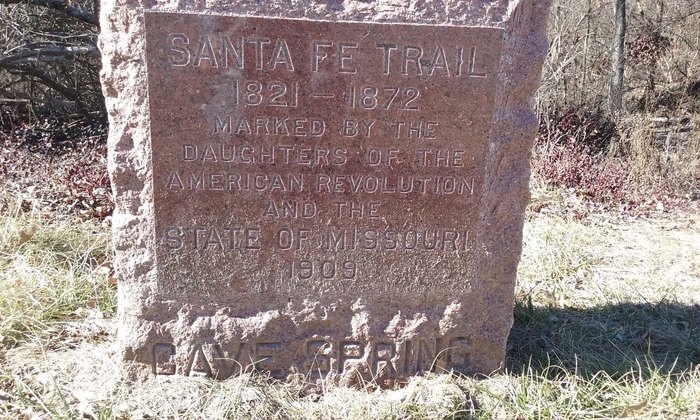 SANTA FE TRAIL
1821 – 1872
MARKED BY THE
DAUGHTERS OF THE
AMERICAN REVOLUTION
AND THE
STATE OF MISSOURI
1909
CAVE SPRING